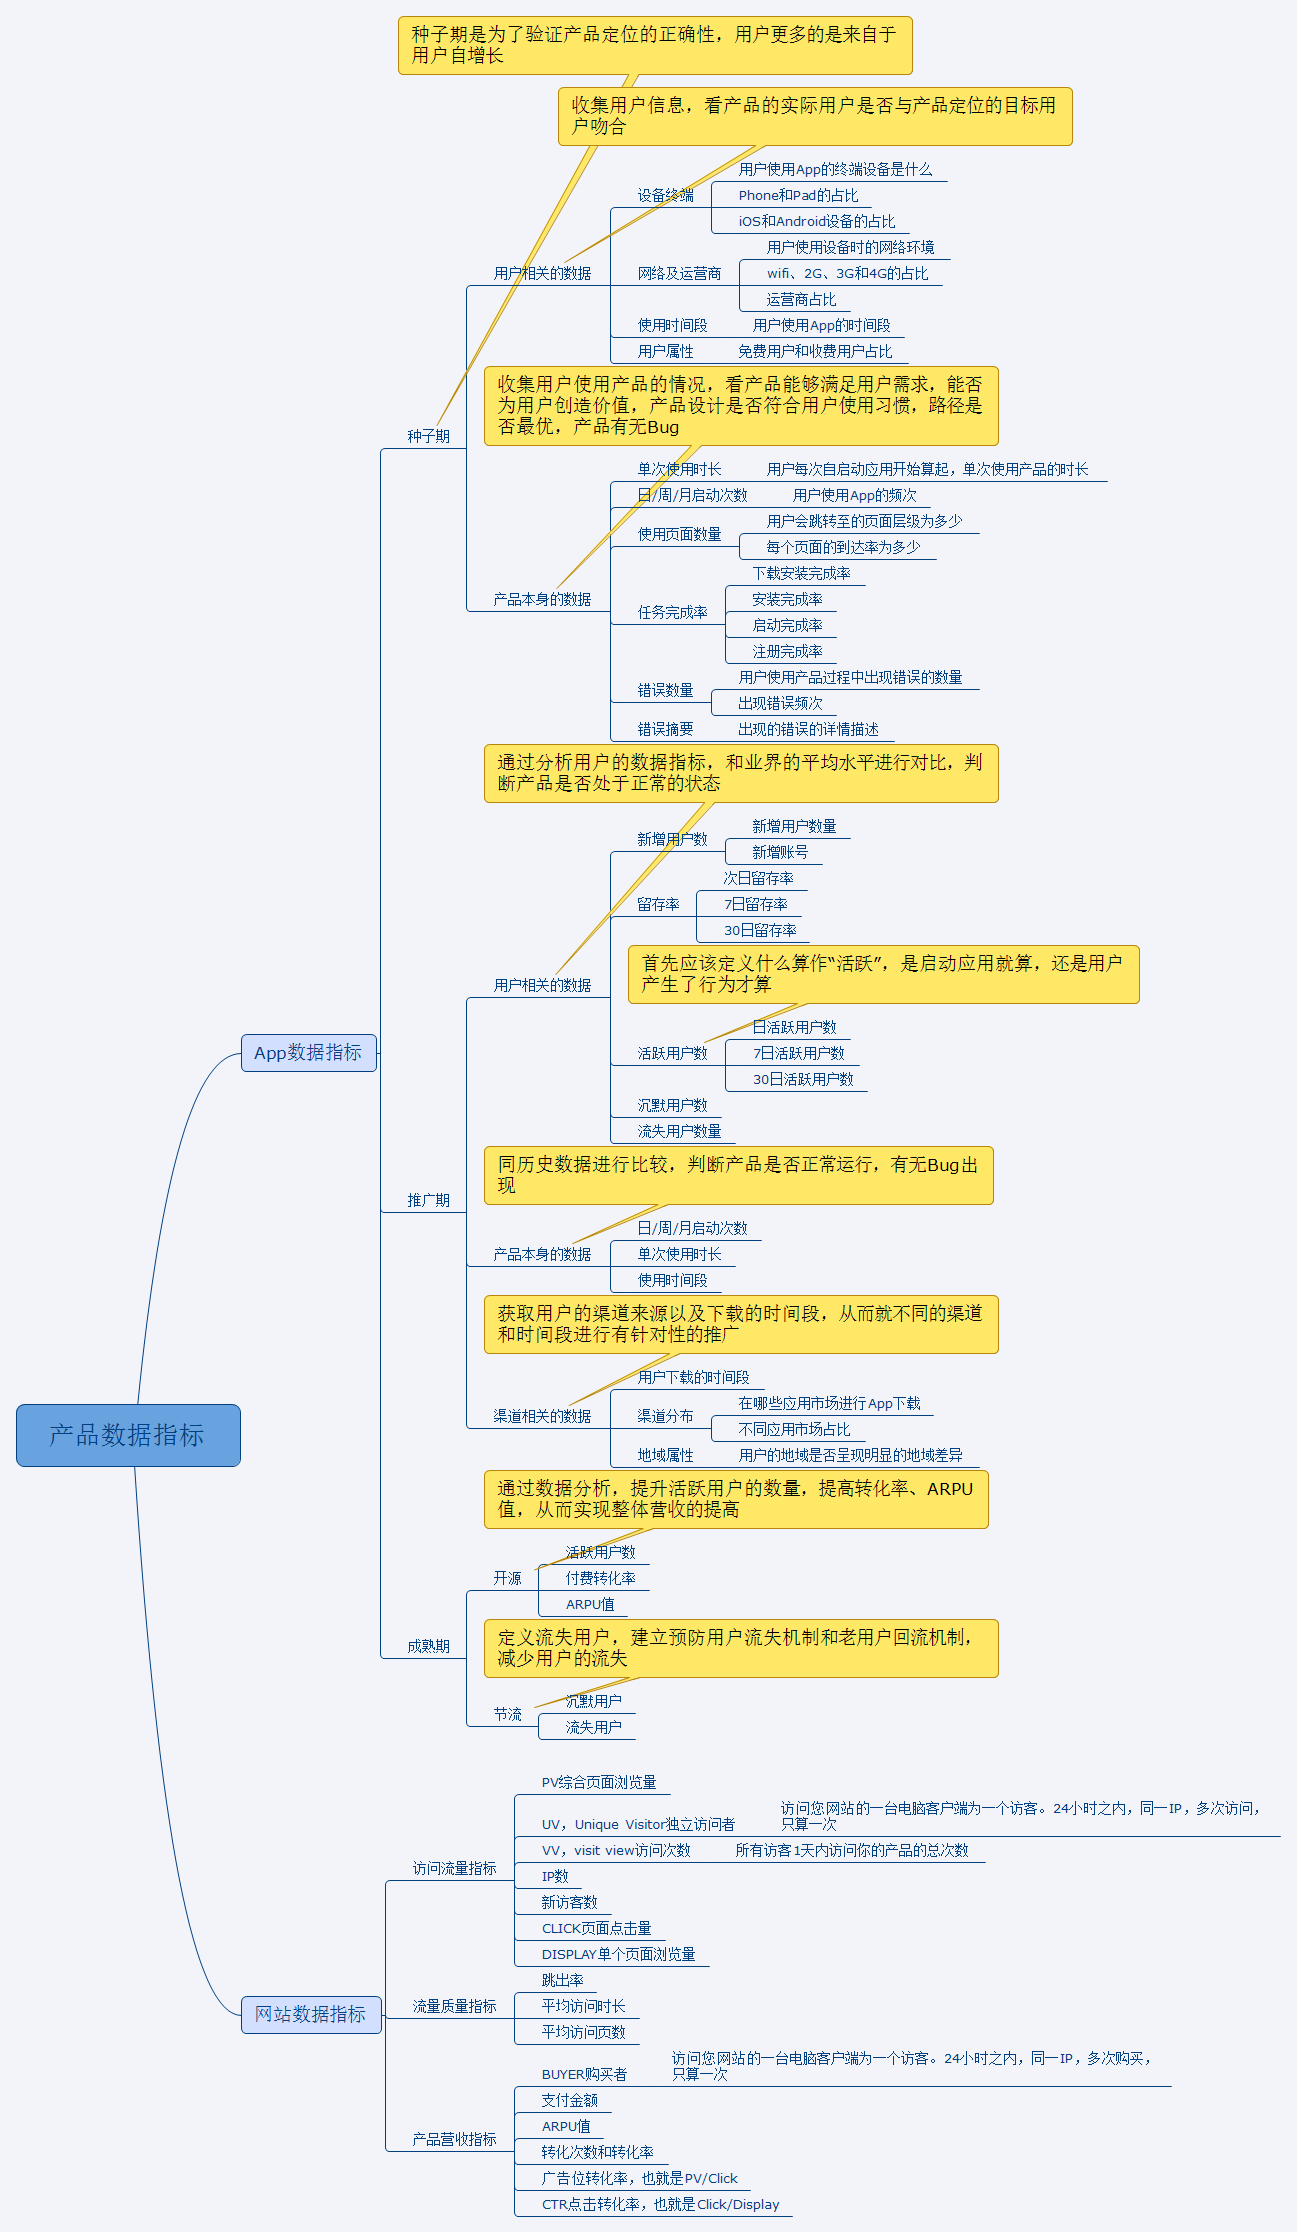 种子期是为了验证产品定位的正确性，用户更多的是来自于
用户自增长
收集用户信息，看产品的实际用户是否与产品定位的目标用
户吻合
用户使用App的终端设备是什么
设备终端
Phone和Pad的占比
iOS和Android设备的占比
用户使用设备时的网络环境
用户相关的数据
网络及运营商
wifi、2G、3G和4G的占比
运营商占比
使用时间段
用户使用App的时间段
用户属性
免费用户和收费用户占比
收集用户使用产品的情况，看产品能够满足用户需求，能否
为用户创造价值，产品设计是否符合用户使用习惯，路径是
否最优，产品有无Bug
种子期
单次使用时长
用户每次自启动应用开始算起，单次使用产品的时长
日/周/月启动次数
用户使用App的频次
用户会跳转至的页面层级为多少
使用页面数量
每个页面的到达率为多少
下载安装完成率
产品本身的数据
安装完成率
任务完成率
启动完成率
注册完成率
用户使用产品过程中出现错误的数量
错误数量
出现错误频次
错误摘要
出现的错误的详情描述
通过分析用户的数据指标，和业界的平均水平进行对比，判
断产品是否处于正常的状态
新增用户数量
新增用户数
新增账号
次日留存率
留存率
7日留存率
30日留存率
首先应该定义什么算作“活跃”，是启动应用就算，还是用户
产生了行为才算
用户相关的数据
日活跃用户数
App数据指标
活跃用户数
7日活跃用户数
30日活跃用户数
沉默用户数
流失用户数量
同历史数据进行比较，判断产品是否正常运行，有无Bug出
现
推广期
日/周/月启动次数
产品本身的数据
单次使用时长
使用时间段
获取用户的渠道来源以及下载的时间段，从而就不同的渠道
和时间段进行有针对性的推广
用户下载的时间段
在哪些应用市场进行App下载
渠道相关的数据
渠道分布
不同应用市场占比
产品数据指标
地域属性
用户的地域是否呈现明显的地域差异
通过数据分析，提升活跃用户的数量，提高转化率、ARPU
值，从而实现整体营收的提高
活跃用户数
开源
付费转化率
ARPU值
定义流失用户，建立预防用户流失机制和老用户回流机制，
减少用户的流失
成熟期
沉默用户
节流
流失用户
PV综合页面浏览量
访问您网站的一台电脑客户端为一个访客。24小时之内，同一IP，多次访问，
只算一次
UV，Unique Visitor独立访问者
VV，visit view访问次数
所有访客1天内访问你的产品的总次数
访问流量指标
IP数
新访客数
CLICK页面点击量
DISPLAY单个页面浏览量
跳出率
流量质量指标
平均访问时长
网站数据指标
平均访问页数
访问您网站的一台电脑客户端为一个访客。24小时之内，同一IP，多次购买，
只算一次
BUYER购买者
支付金额
ARPU值
产品营收指标
转化次数和转化率
广告位转化率，也就是PV/Click
CTR点击转化率，也就是Click/Display